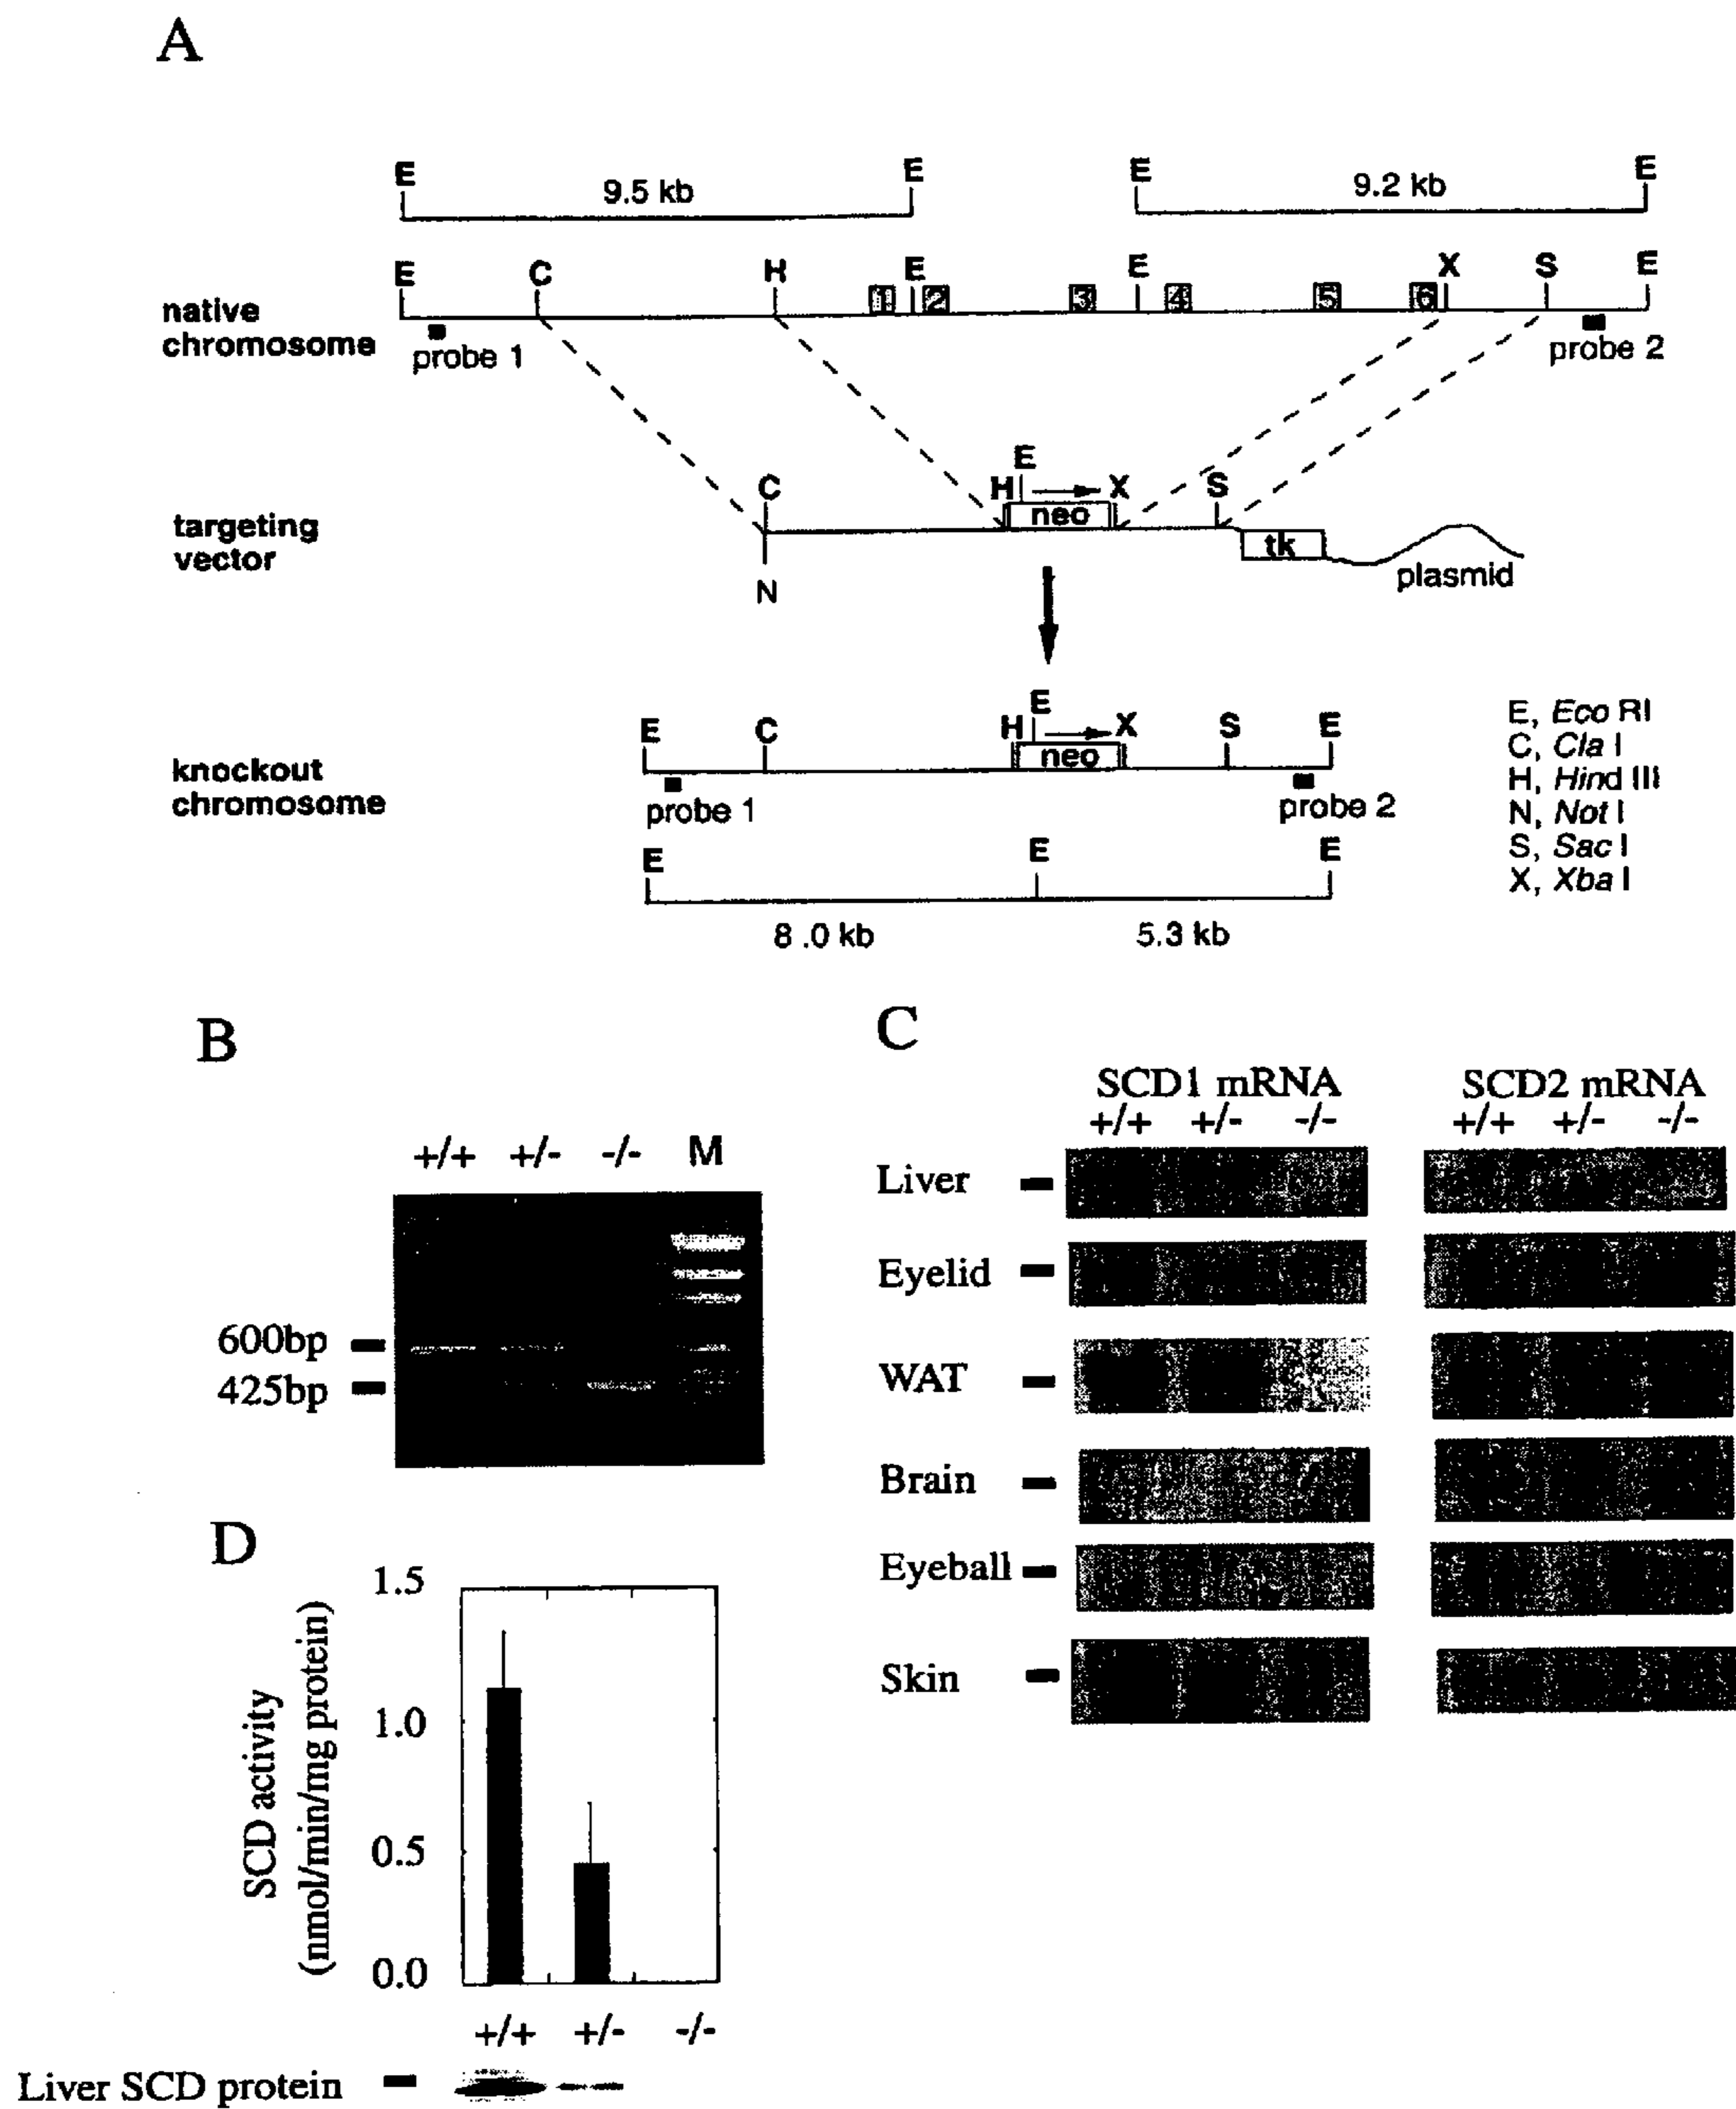 A
E E E E
9.5 kb 9.2 kb
E C H E E X S E
1 2 3 4 5 6
native
chromosome
probe 1 probe 2
E
C H X S
neo
targeting
vector
tk
N
plasmid
E
E C H X S E
neo
knockout
chromosome
probe 1 probe 2
E E E
8 .0 kb 5.3 kb
E, Eco RI
C, Cla I
H, Hind III
N, Not I
S, Sac I
X, Xba I
B
+/+ +/- -/- M
600bp
425bp
C
SCD1 mRNA SCD2 mRNA
+/+ +/- -/- +/+ +/- -/-
Liver
Eyelid
WAT
Brain
Eyeball
Skin
D
SCD activity
(nmol/min/mg protein)
1.5
1.0
0.5
0.0
+/+ +/- -/-
Liver SCD protein